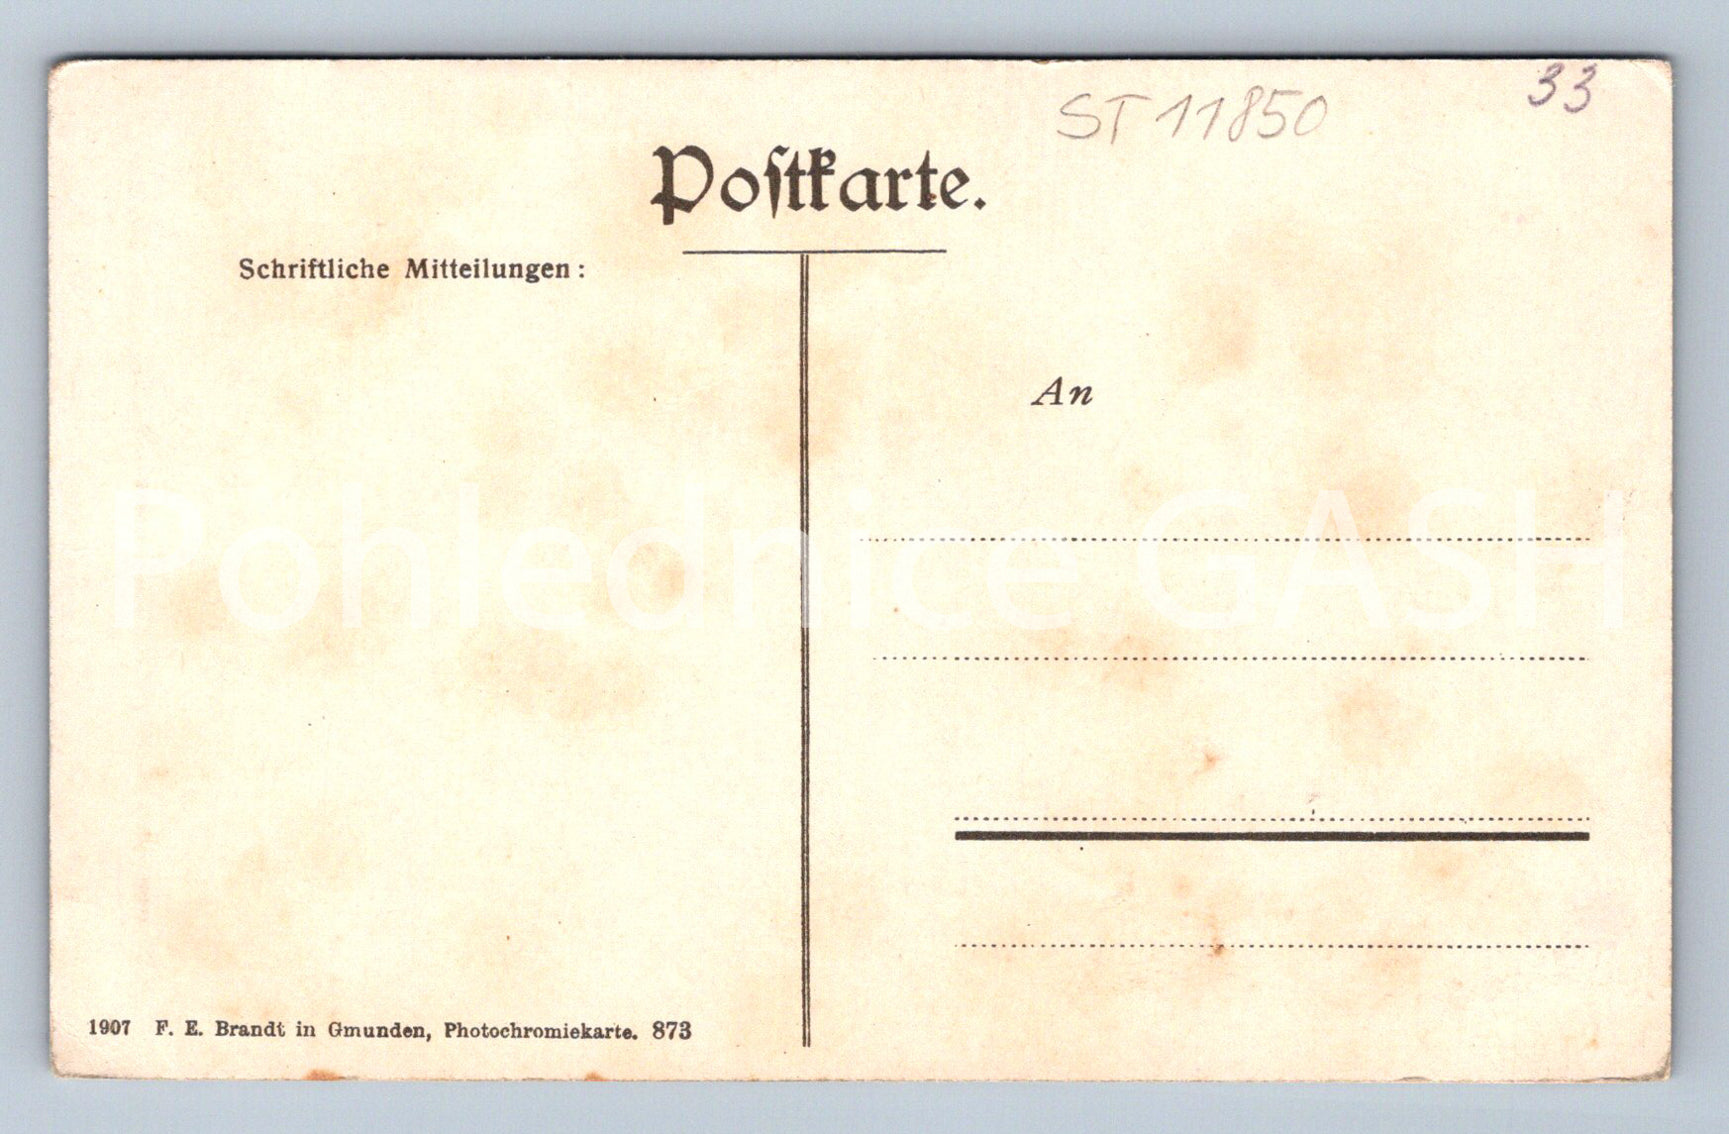 33
ST 11850
Poſtkarte.
Schriftliche Mitteilungen:
An
Pohlednice GASH
1907 F. E. Brandt in Gmunden, Photochromiekarte. 873